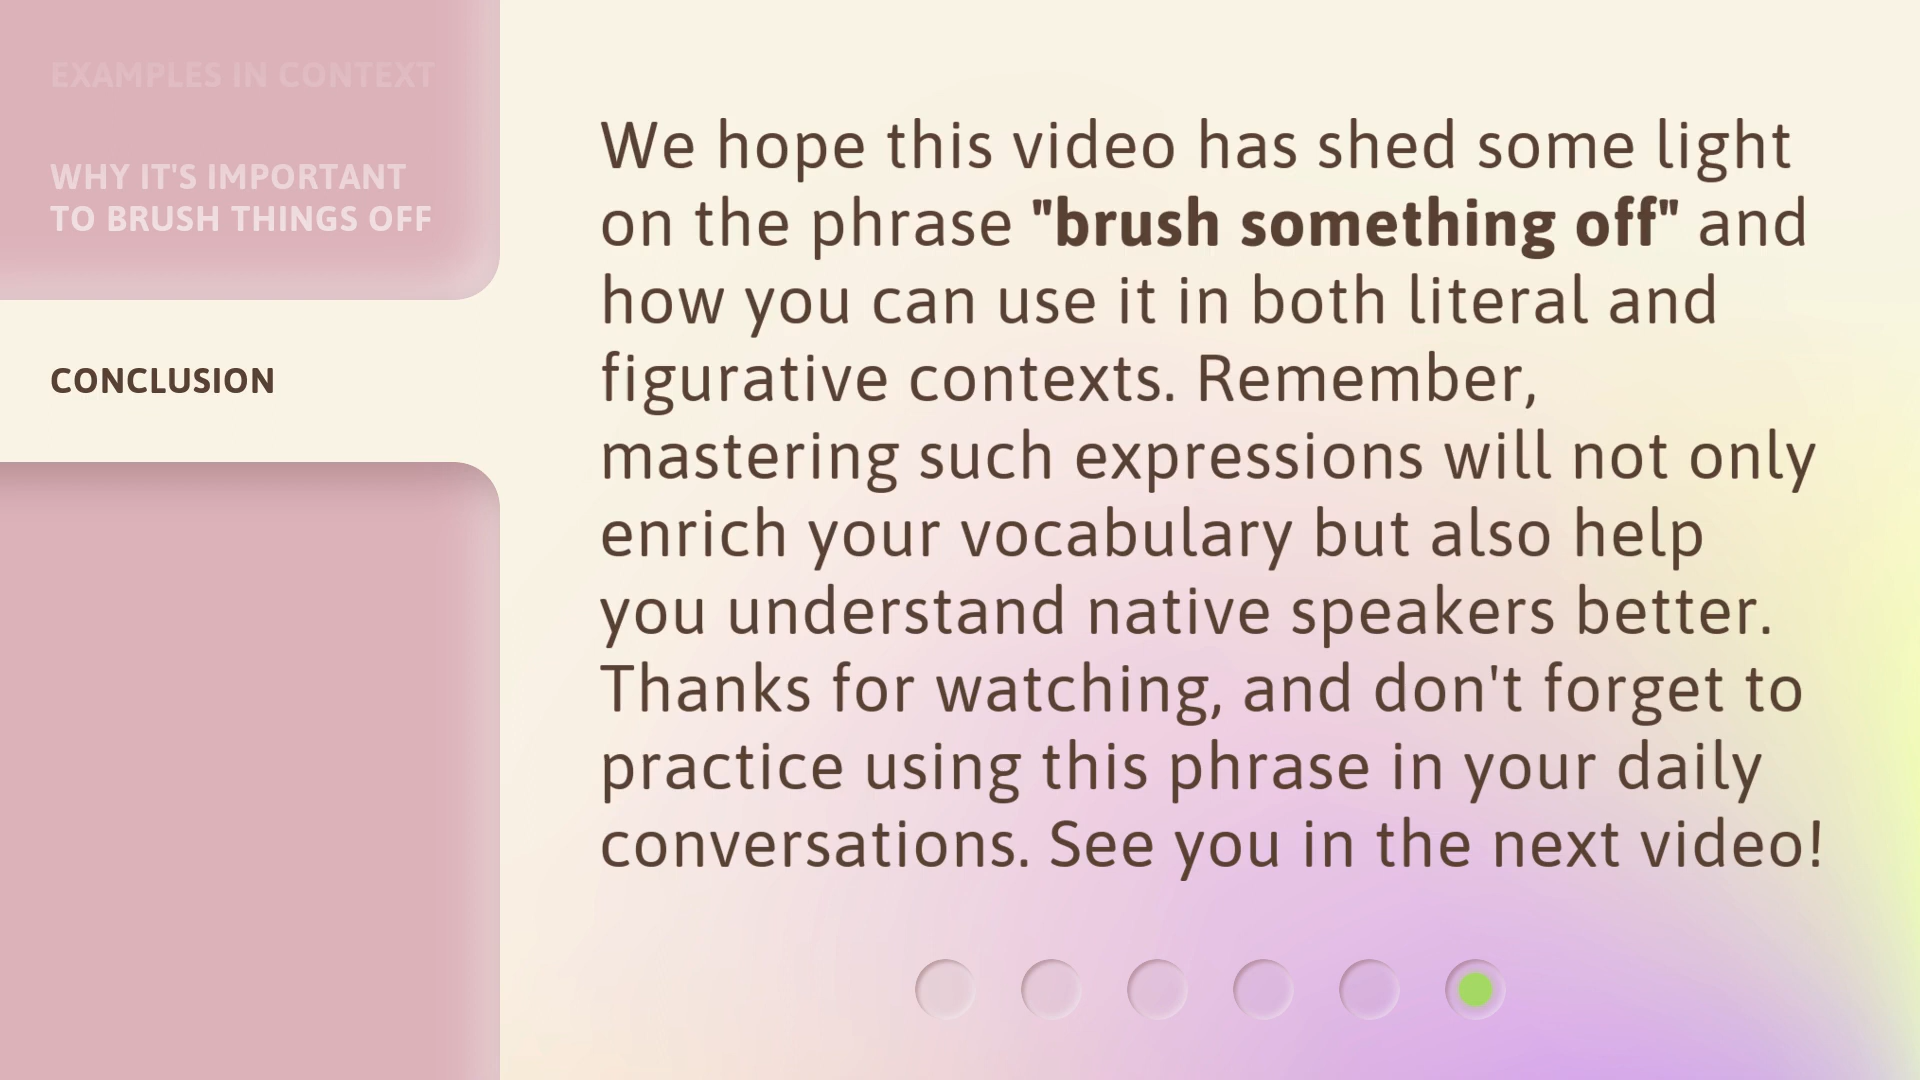 EXAMPLES IN CONTEXT
WHY IT'S IMPORTANT
TO BRUSH THINGS OFF
CONCLUSION
We hope this video has shed some light
on the phrase "brush something off" and
how you can use it in both literal and
figurative contexts. Remember,
mastering such expressions will not only
enrich your vocabulary but also help
you understand native speakers better.
Thanks for watching, and don't forget to
practice using this phrase in your daily
conversations. See you in the next video!